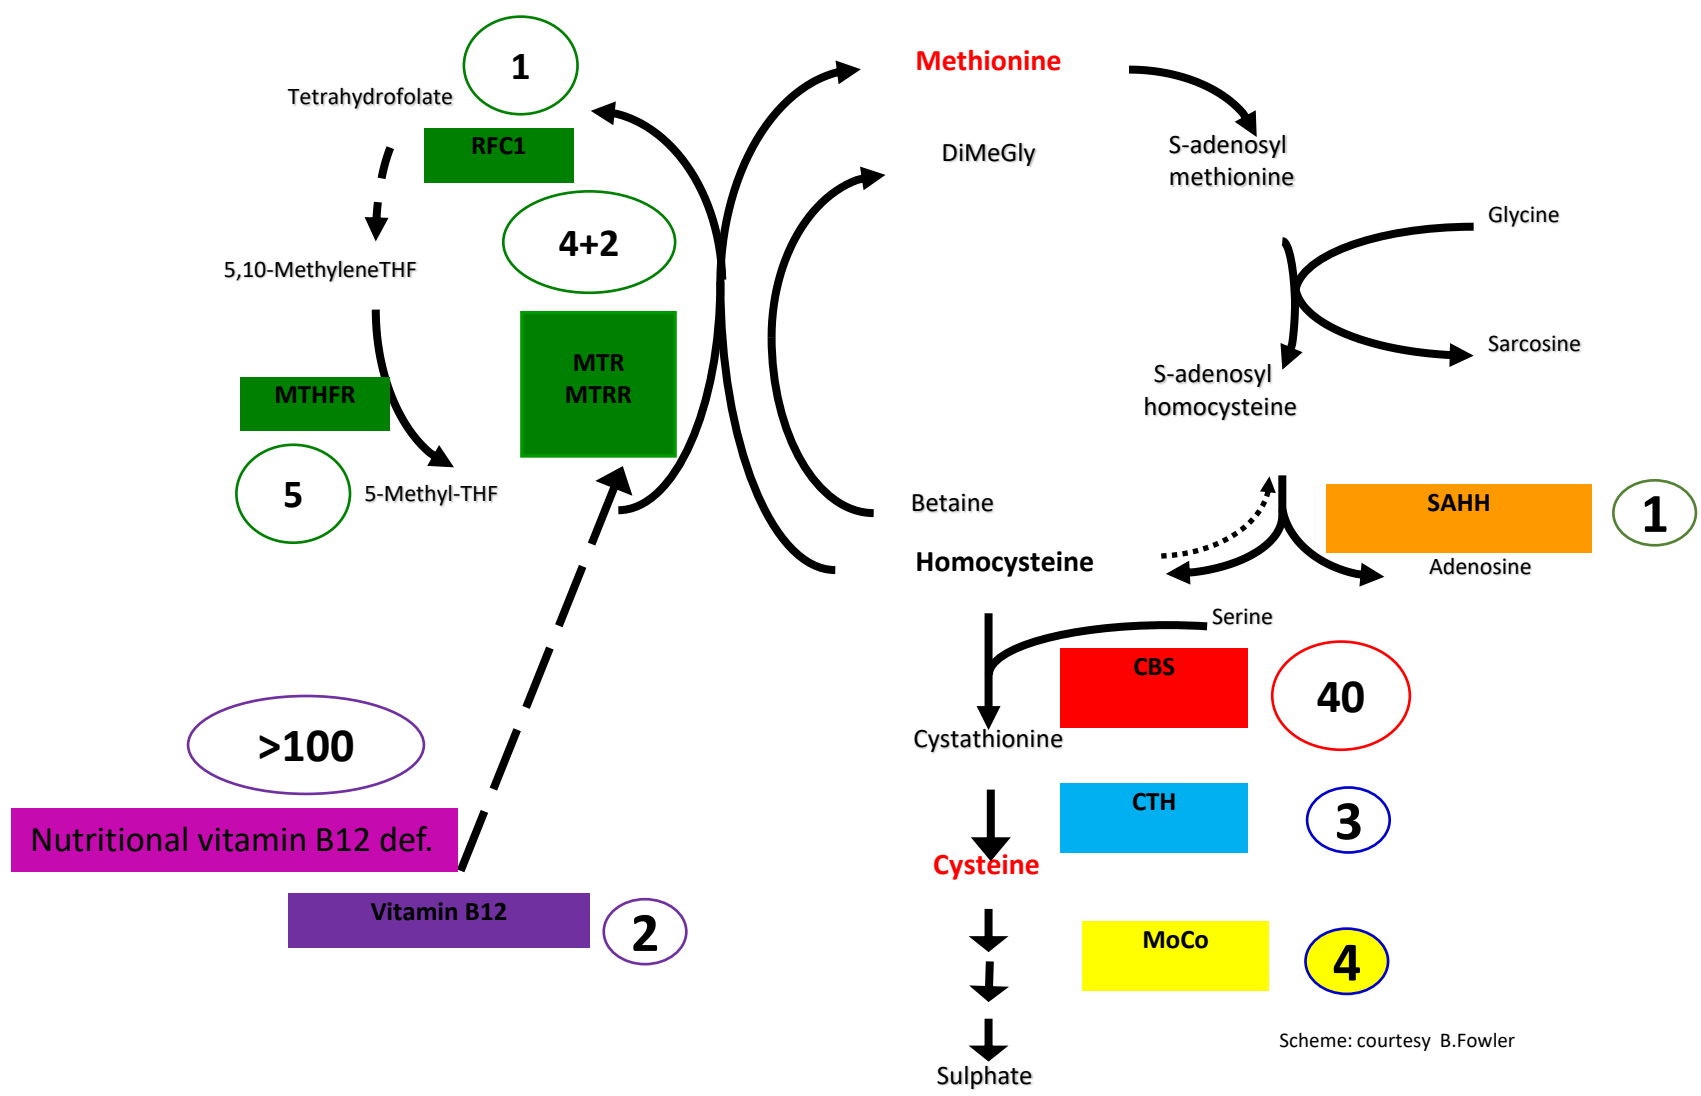 1
Tetrahydrofolate
RFC1
4+2
5,10-MethyleneTHF
MTR
MTRR
MTHFR
5
5-Methyl-THF
>100
Nutritional vitamin B12 def.
Vitamin B12
2
Methionine
DiMeGly
S-adenosyl
methionine
Glycine
Sarcosine
S-adenosyl
homocysteine
Betaine
Homocysteine
SAHH
1
Adenosine
Serine
CBS
40
Cystathionine
CTH
3
Cysteine
MoCo
4
Scheme: courtesy B.Fowler
Sulphate